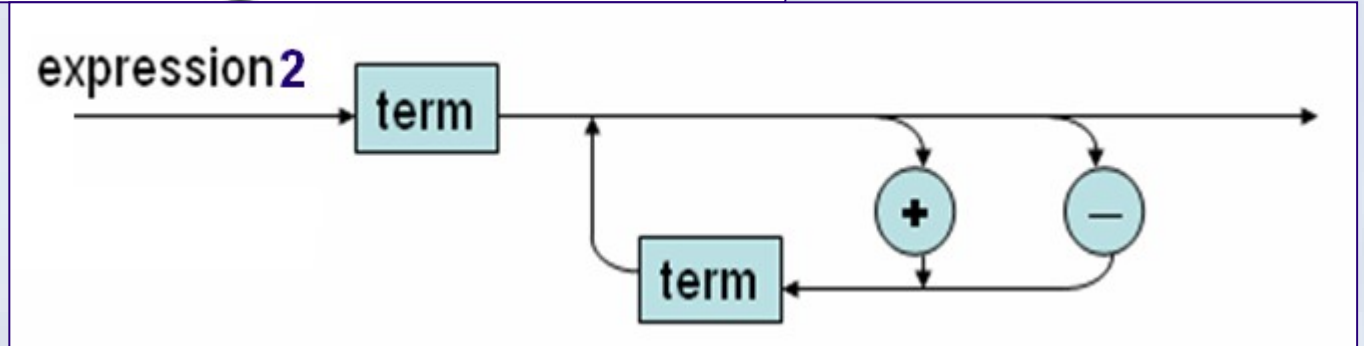 expression2
term
+
—
term